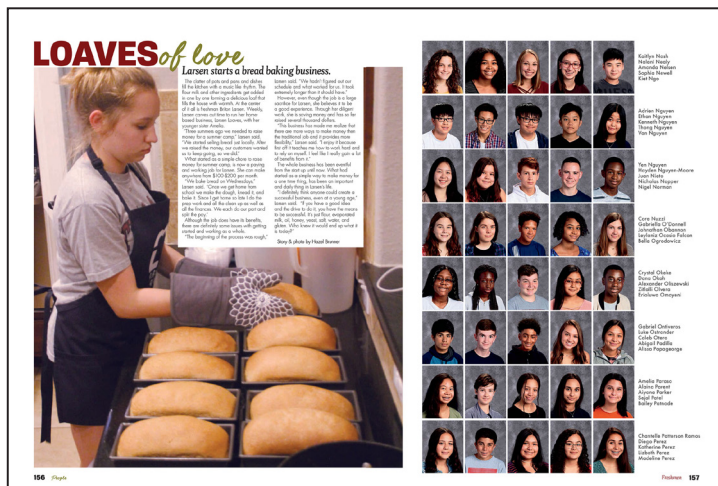 LOAVES of love
Larsen starts a bread baking business.
The clatter of pots and pans and dishes
fill the kitchen with a music like rhythm. The
flour milk and other ingredients get added
in one by one forming a delicious loaf that
fills the house with warmth. At the center
of it all is freshman Brilon Larsen. Weekly,
Larsen carves out time to run her home
based business, Larsen Loaves, with her
younger sister Amelia.
"Three summers ago we needed to raise
money for a summer camp," Larsen said.
"We started selling bread just locally. After
we raised the money, our customers wanted
us to keep going, so we did."
What started as a simple chore to raise
money for summer camp, is now a paying
and working job for Larsen. She can make
anywhere from $100-$200 per month.
"We bake bread on Wednesdays,"
Larsen said. "Once we get home from
school we make the dough, knead it, and
bake it. Since I get home so late I do the
prep work and all the clean up as well as
all the finances. We each do our part and
split the pay."
Although the job does have its benefits,
there are definitely some issues with getting
started and working as a whole.
"The beginning of the process was rough,"
Larsen said. "We hadn't figured out our
schedule and what worked for us. It took
extremely longer than it should have."
However, even though the job is a large
sacrifice for Larsen, she believes it to be
a good experience. Through her diligent
work, she is saving money and has so far
raised several thousand dollars.
"This business has made me realize that
there are more ways to make money than
the traditional job and it provides more
flexibility," Larsen said. "I enjoy it because
first off it teaches me how to work hard and
to rely on myself. I feel like I really gain a lot
of benefits from it."
The whole business has been eventful
from the start up until now. What had
started as a simple way to make money for
a one time thing, has been an important
and daily thing in Larsen's life.
"I definitely think anyone could create a
successful business, even at a young age,"
Larsen said. "If you have a good idea
and the drive to do it, you have the means
to be successful. It's just flour, evaporated
milk, oil, honey, yeast, salt, water, and
gluten. Who knew it would end up what it
is today?"
Story & photo by Hazel Brunner
Kaitlyn Nash
Nalani Nealy
Amanda Nelsen
Sophia Newell
Kiet Ngo
Adrien Nguyen
Ethan Nguyen
Kenneth Nguyen
Thang Nguyen
Van Nguyen
Yen Nguyen
Hayden Nguyen-Moore
Juan Nieto
Nicholas Noyuer
Nigel Norman
Cara Nuzzi
Gabriella O'Donnell
Johnathan Obannon
Leylanie Ocasio Falcon
Bella Ogrodowicz
Crystal Oluike
Dana Okoh
Alexander Olszewski
Zitlalli Olvera
Erioluwa Omoyeni
Gabriel Ontiveros
Luke Ostrander
Caleb Otero
Abigail Padilla
Alissa Papageorge
Amelia Paraso
Alaina Parent
Aiyana Parker
Sejal Patel
Bailey Patnode
Chantelle Patterson Ramos
Diego Perez
Katherine Perez
Lizbeth Perez
Madeline Perez
156 People
Freshmen 157